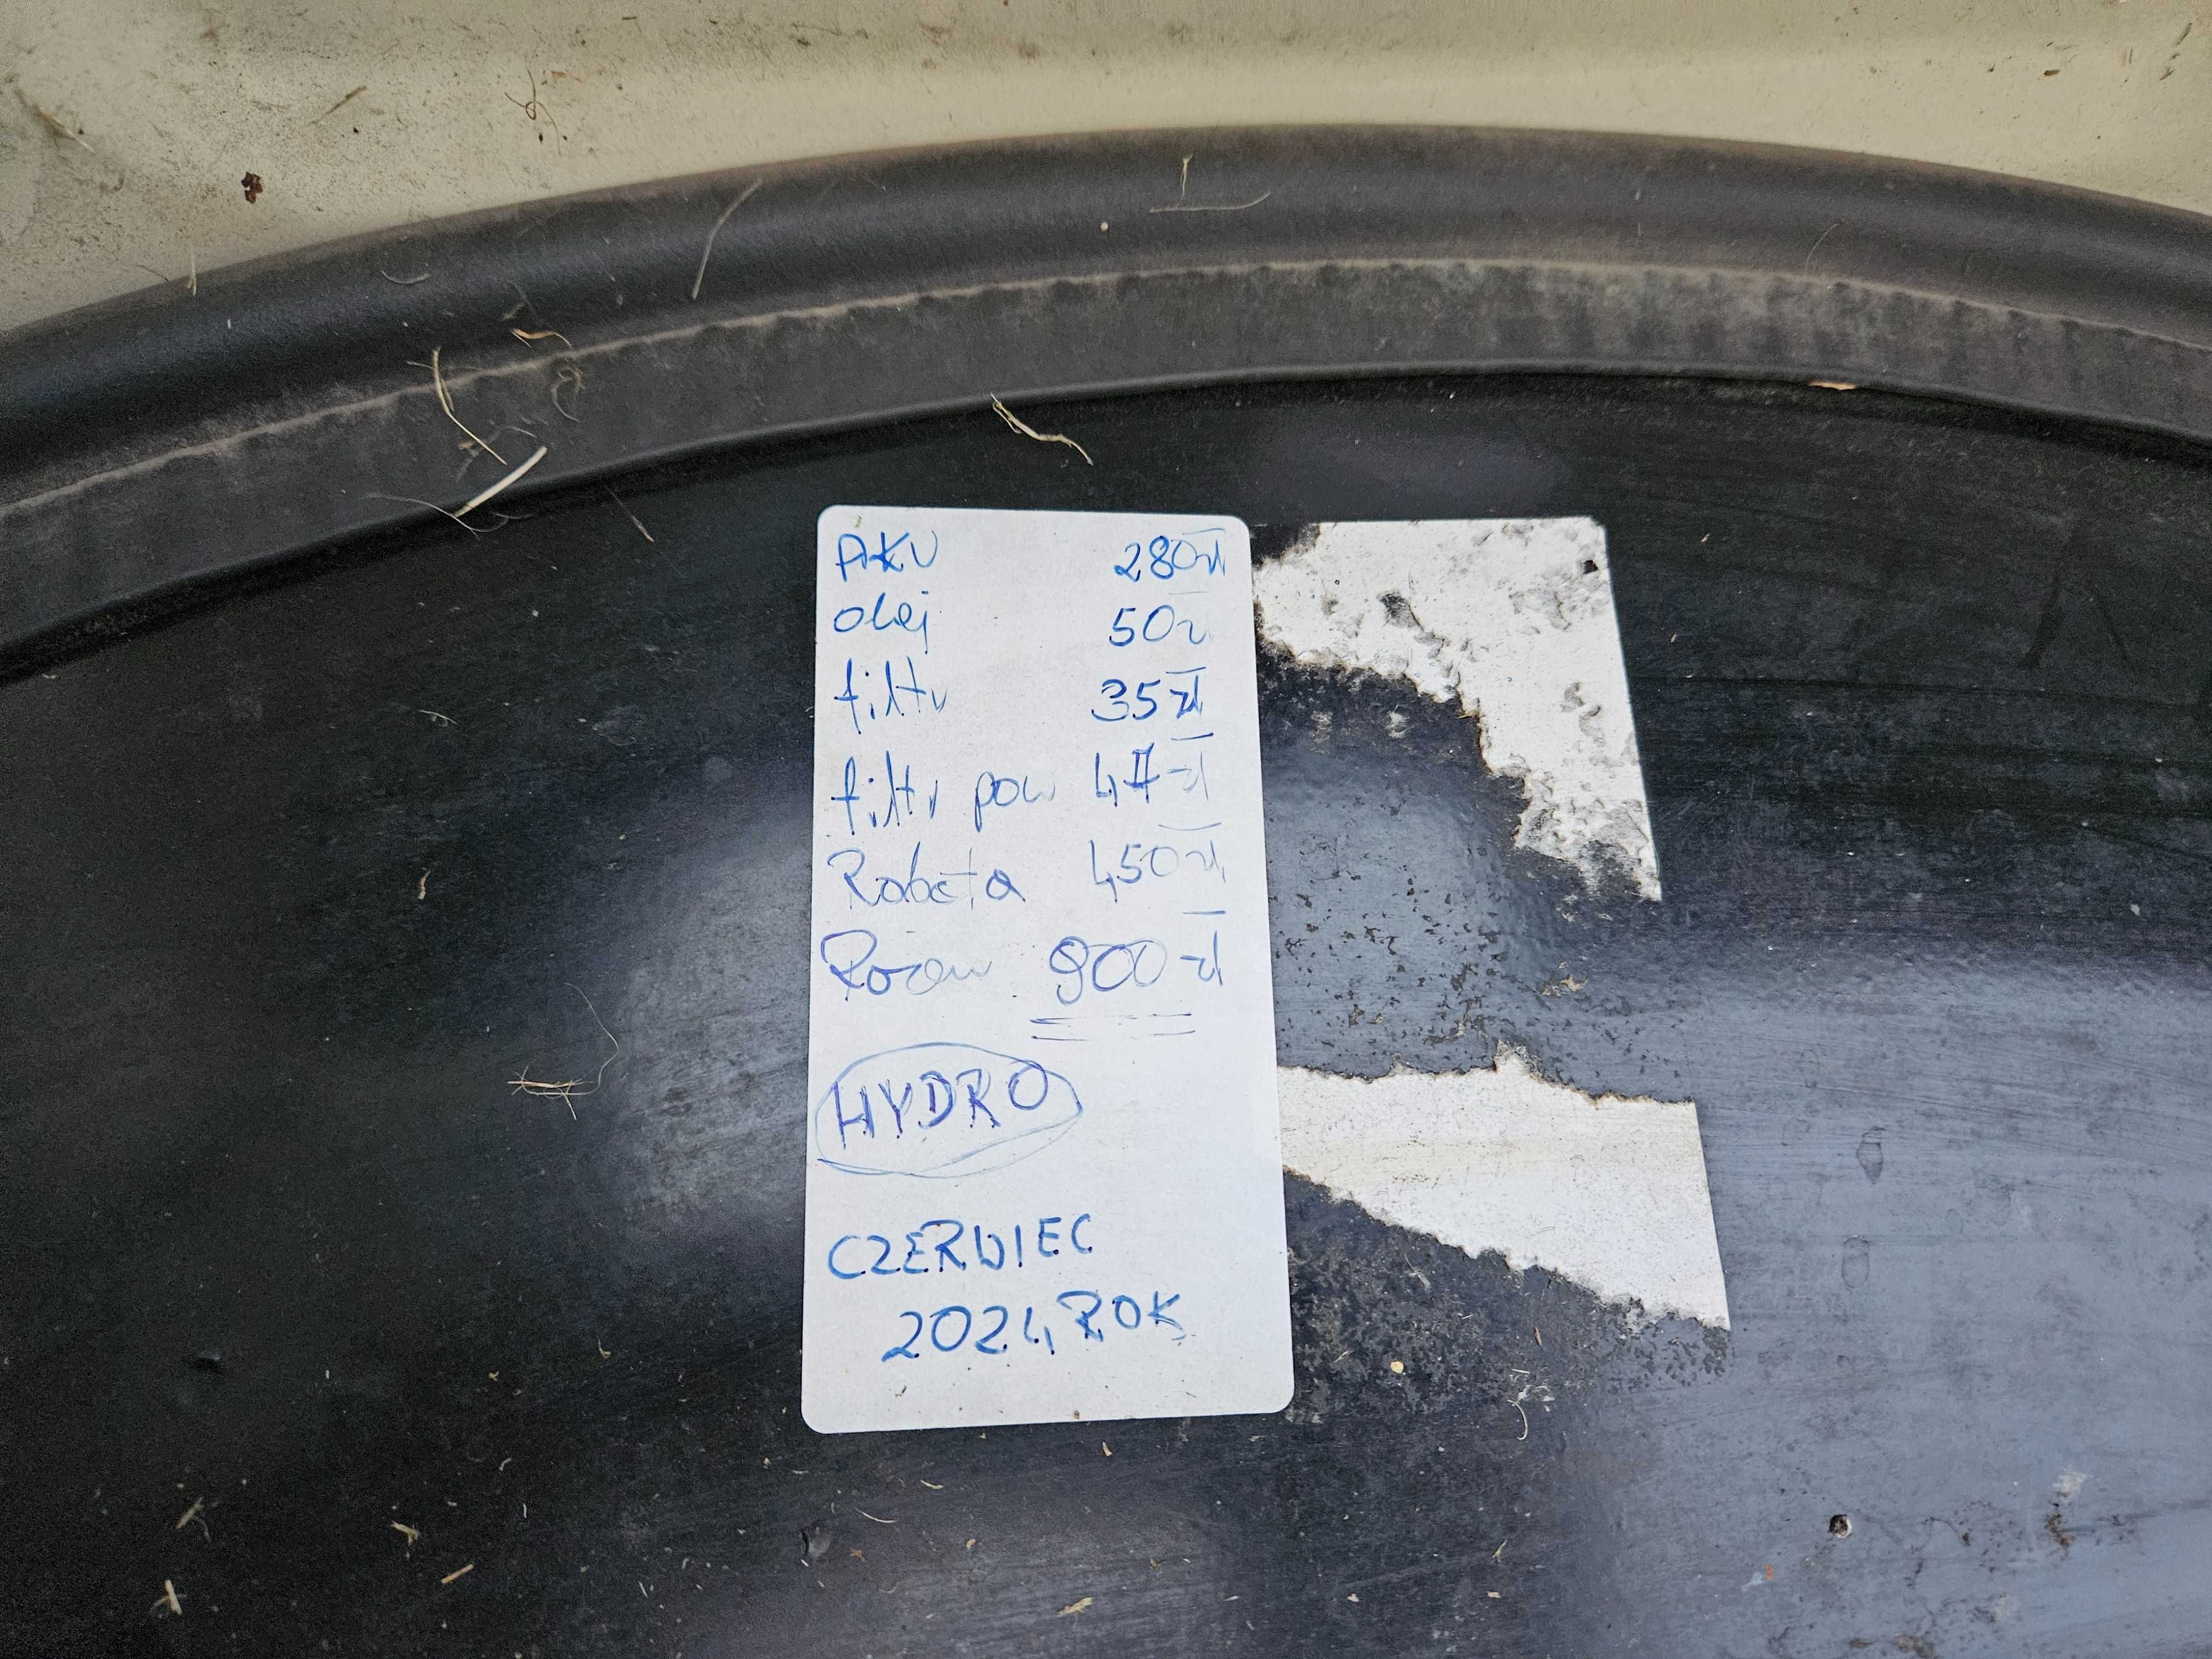 AKU 280zł
olej 50zł
filtr 35zł
filtr pow 47zł
Robota 450zł
Razem 900zł
HYDRO
CZERWIEC
2024 ROK